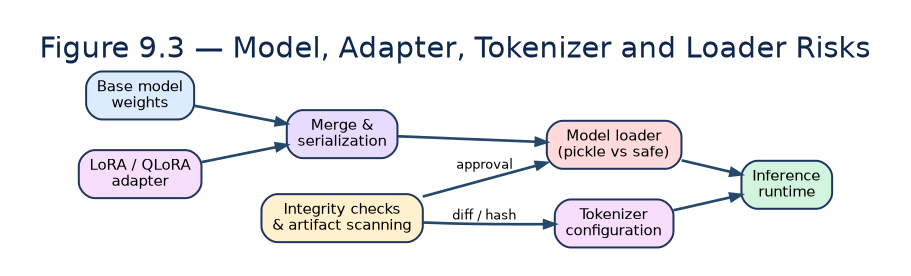 Figure 9.3 — Model, Adapter, Tokenizer and Loader Risks
Base model
weights
LoRA / QLoRA
adapter
Merge &
serialization
Integrity checks
& artifact scanning
approval
diff / hash
Model loader
(pickle vs safe)
Tokenizer
configuration
Inference
runtime